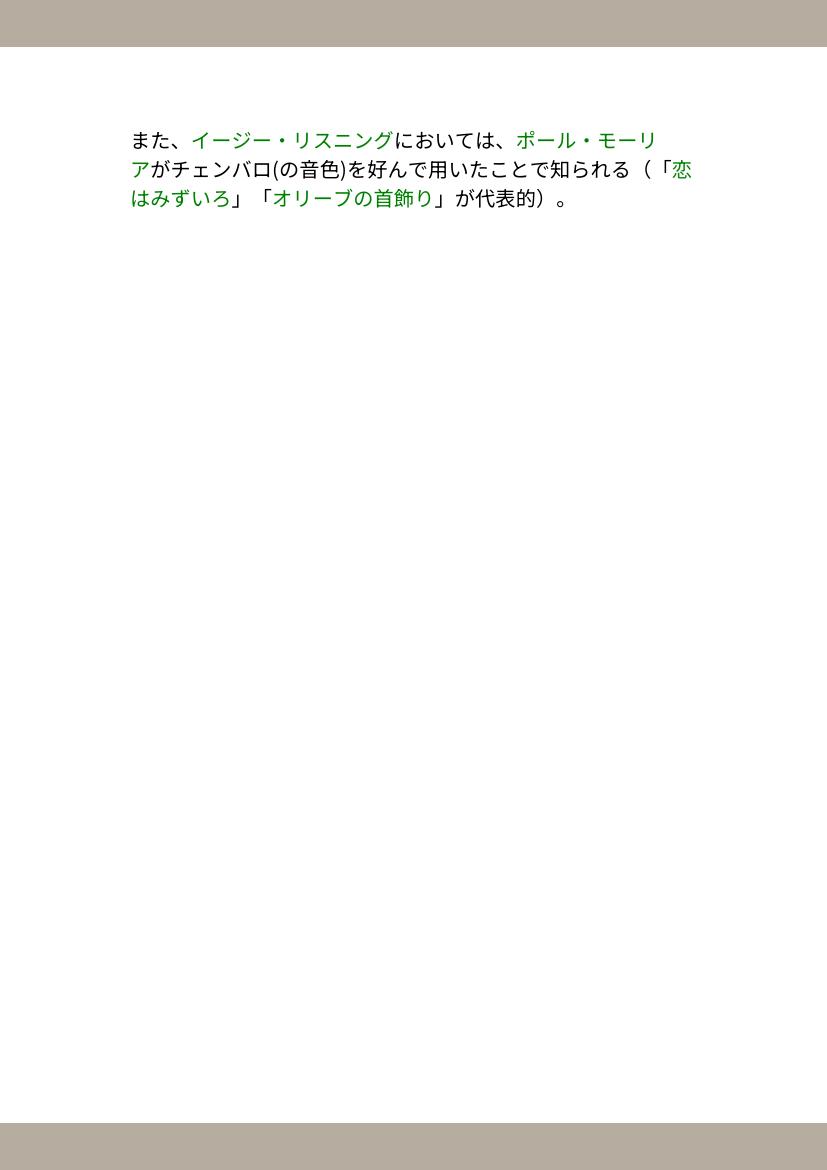 また、イージー・リスニングにおいては、ポール・モーリ
アがチェンバロ(の音色)を好んで用いたことで知られる（「恋
はみずいろ」「オリーブの首飾り」が代表的）。